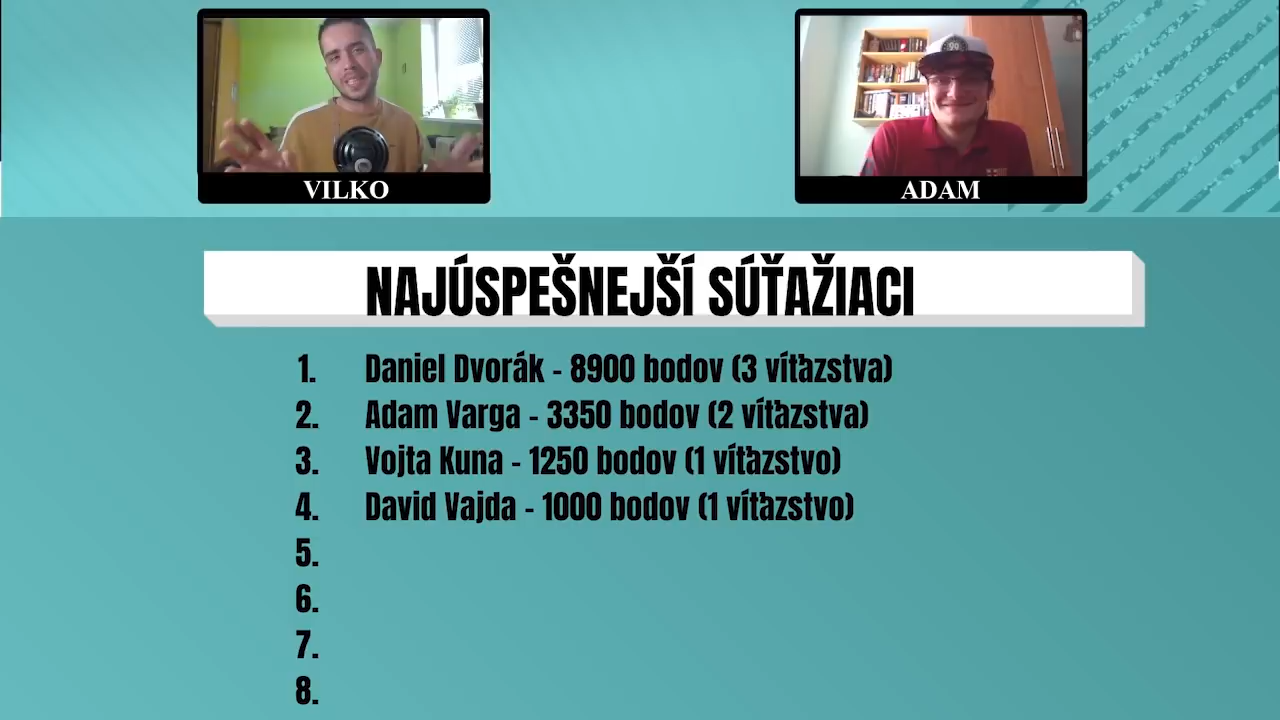 VILKO
ADAM
NAJÚSPEŠNEJŠÍ SÚŤAŽIACI
1. Daniel Dvorák - 8900 bodov (3 víťazstva)
2. Adam Varga - 3350 bodov (2 víťazstva)
3. Vojta Kuna - 1250 bodov (1 víťazstvo)
4. David Vajda - 1000 bodov (1 víťazstvo)
5.
6.
7.
8.